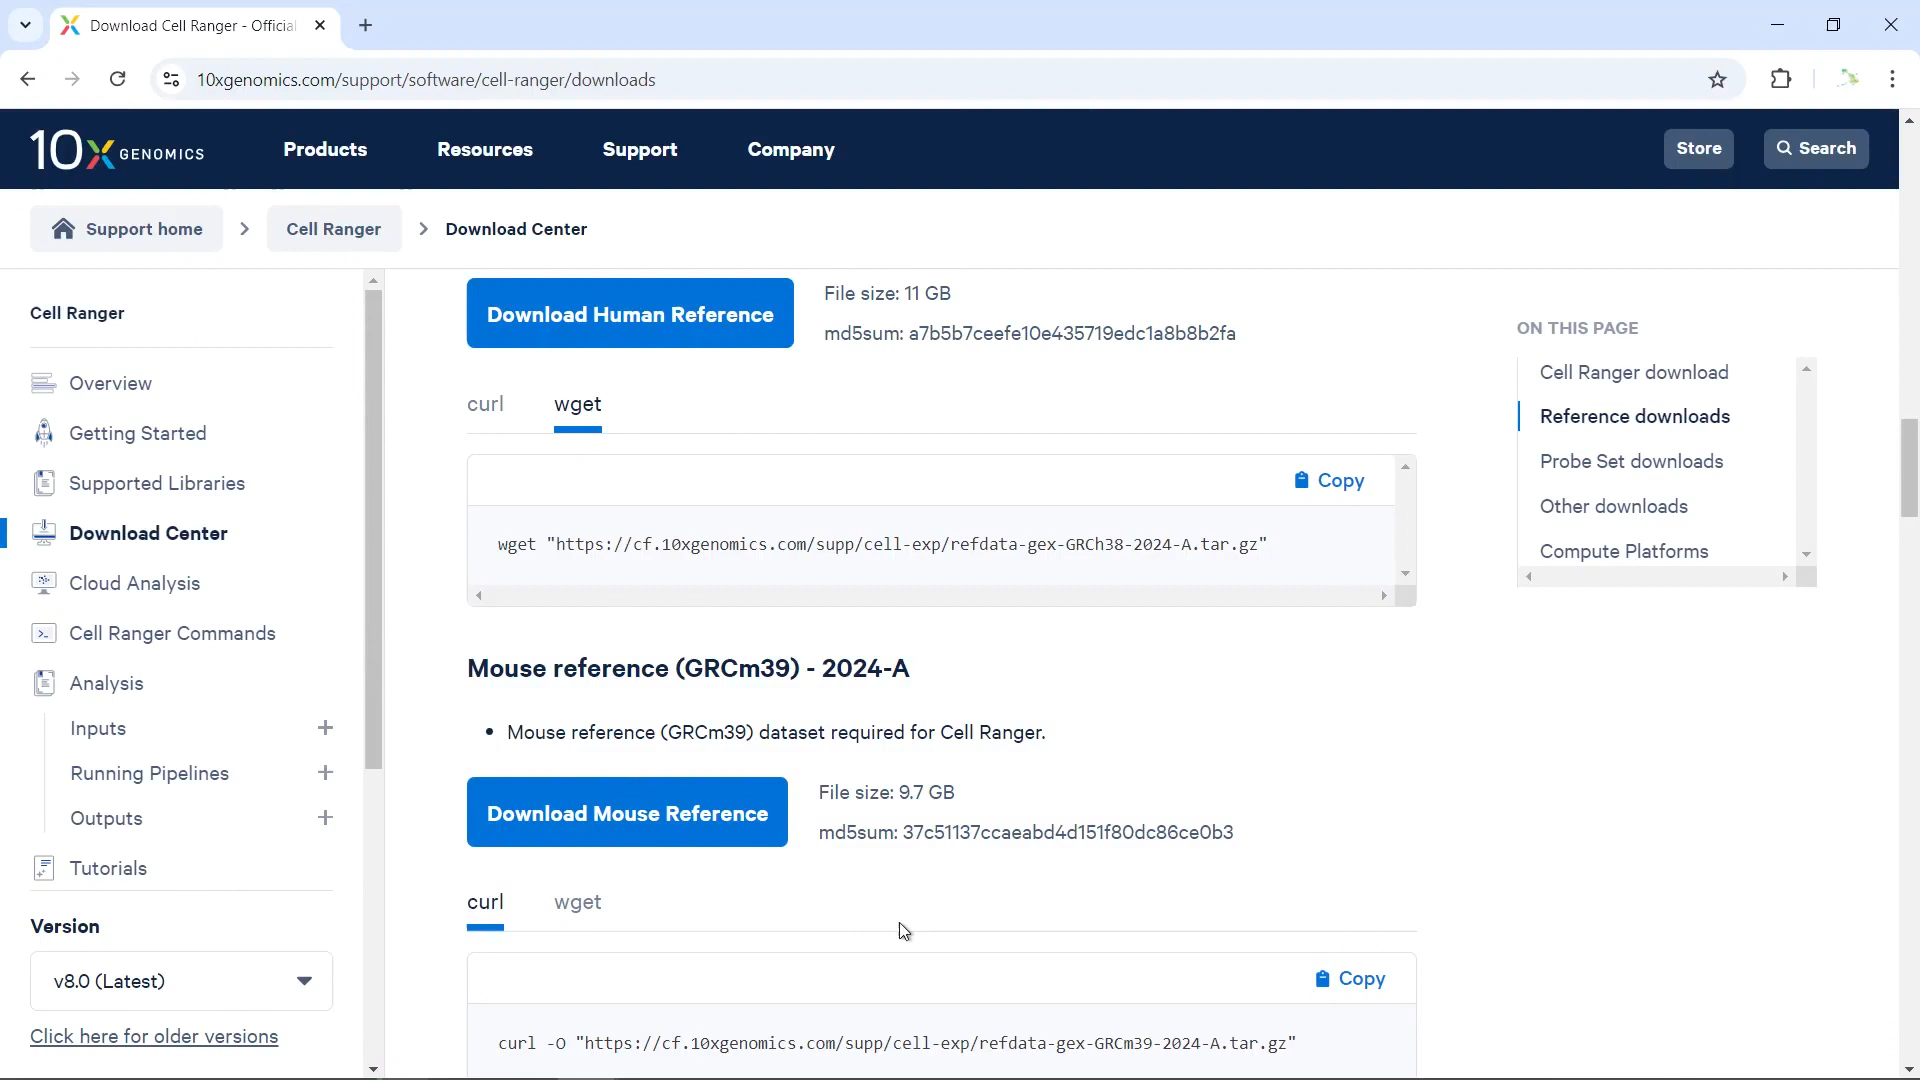 Download Cell Ranger - Official
10xgenomics.com/support/software/cell-ranger/downloads
10X GENOMICS
Products
Resources
Support
Company
Store
Search
Support home
Cell Ranger
Download Center
Cell Ranger
Overview
Getting Started
Supported Libraries
Download Center
Cloud Analysis
Cell Ranger Commands
Analysis
Inputs
Running Pipelines
Outputs
Tutorials
Version
v8.0 (Latest)
Click here for older versions
Download Human Reference
File size: 11 GB
md5sum: a7b5b7ceefe10e435719edc1a8b8b2fa
curl wget
Copy
wget "https://cf.10xgenomics.com/supp/cell-exp/refdata-gex-GRCh38-2024-A.tar.gz"
Mouse reference (GRCm39) - 2024-A
• Mouse reference (GRCm39) dataset required for Cell Ranger.
Download Mouse Reference
File size: 9.7 GB
md5sum: 37c51137ccaeabd4d151f80dc86ce0b3
curl wget
Copy
curl -O "https://cf.10xgenomics.com/supp/cell-exp/refdata-gex-GRCm39-2024-A.tar.gz"
ON THIS PAGE
Cell Ranger download
Reference downloads
Probe Set downloads
Other downloads
Compute Platforms